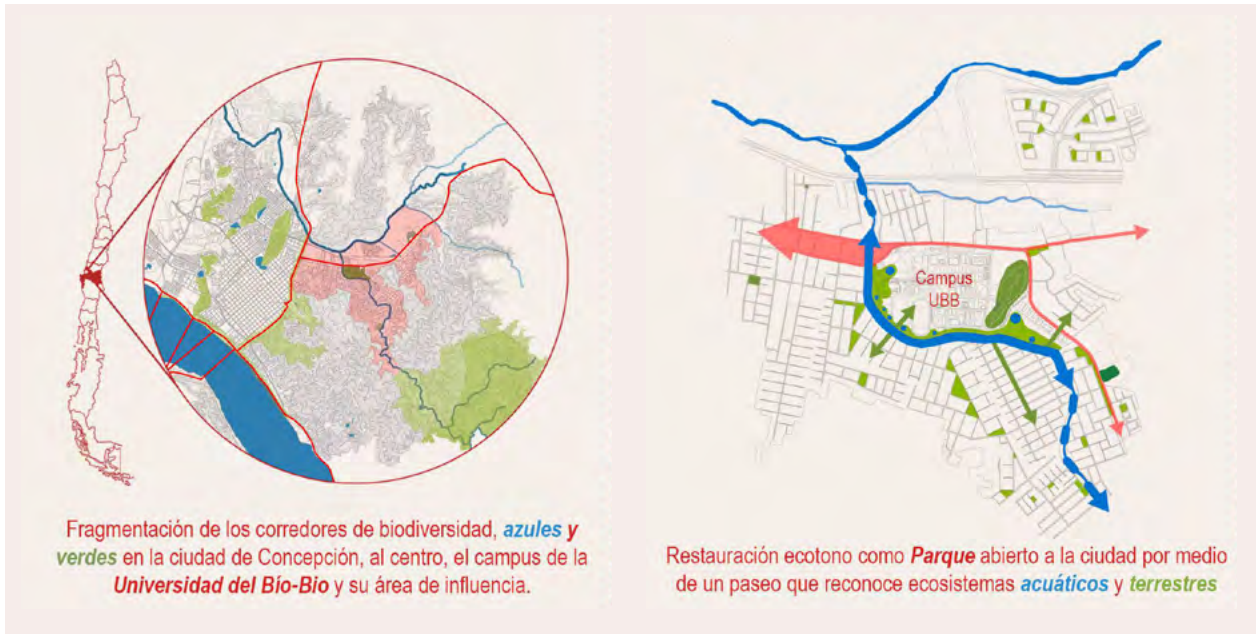 Fragmentación de los corredores de biodiversidad, azules y
verdes en la ciudad de Concepción, al centro, el campus de la
Universidad del Bío-Bio y su área de influencia.
Campus
UBB
Restauración ecotono como Parque abierto a la ciudad por medio
de un paseo que reconoce ecosistemas acuáticos y terrestres